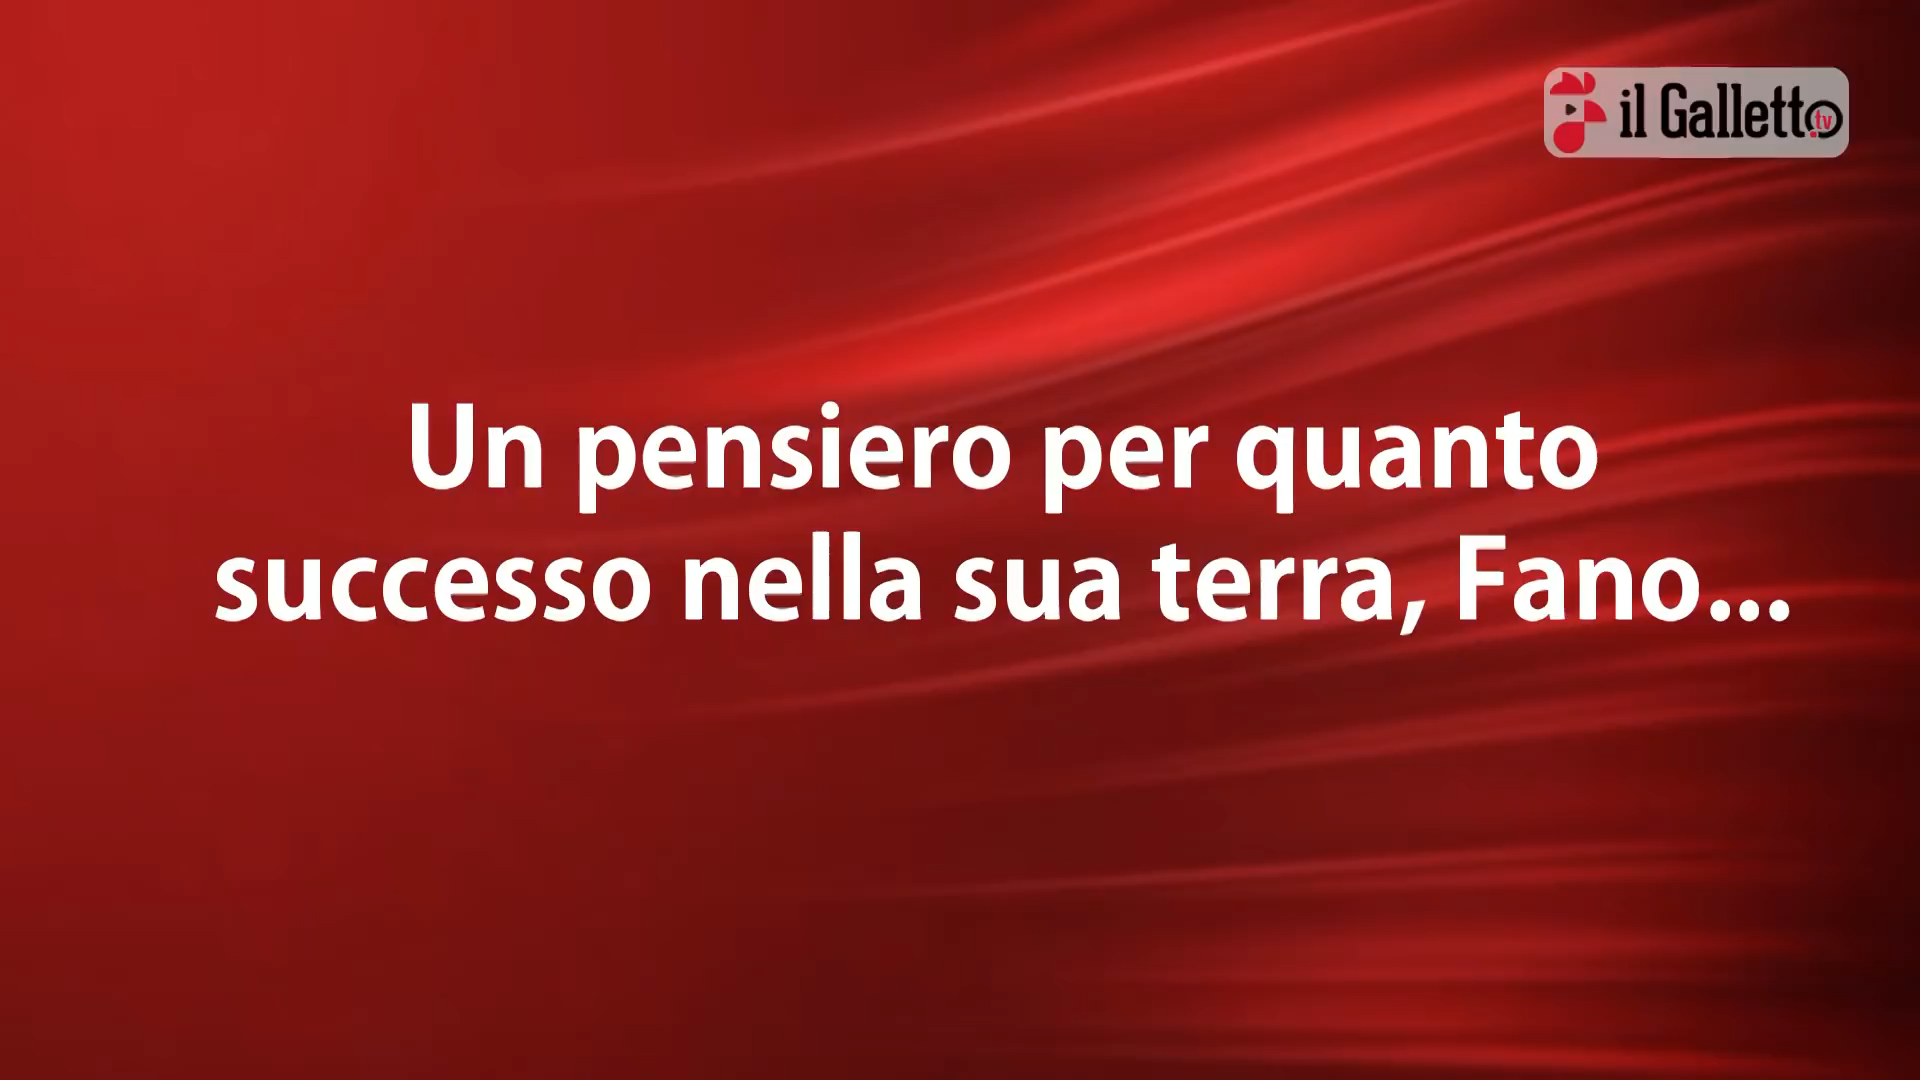 il Galletto.tv
Un pensiero per quanto
successo nella sua terra, Fano...